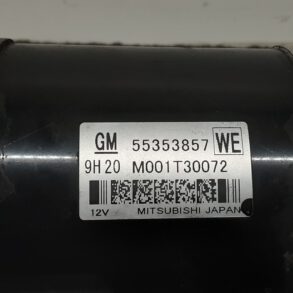 GM 55353857 WE
9H20 M001T30072
12V MITSUBISHI JAPAN